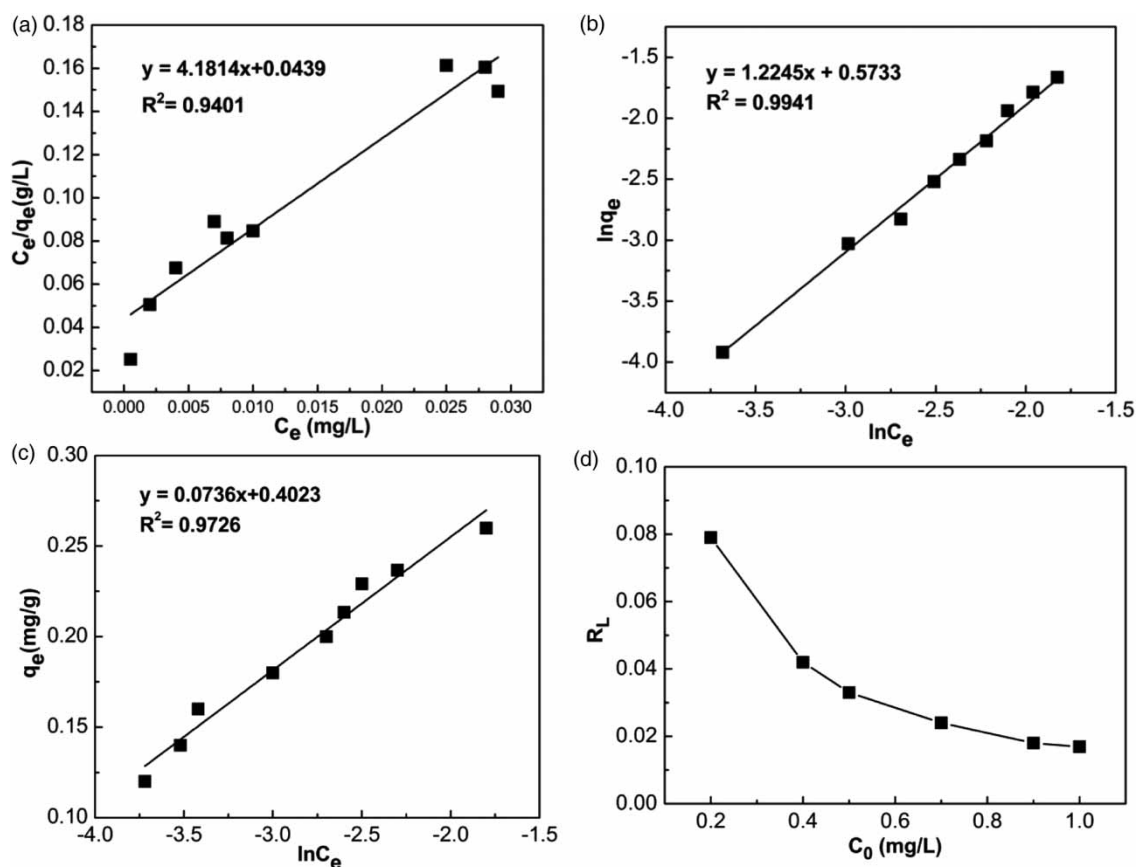 (a)
0.18
0.16
0.14
0.12
0.10
0.08
0.06
0.04
0.02
y = 4.1814x+0.0439
R²= 0.9401
Ce/qe(g/L)
0.000 0.005 0.010 0.015 0.020 0.025 0.030
Ce (mg/L)
(b)
-1.5
-2.0
-2.5
-3.0
-3.5
-4.0
y = 1.2245x + 0.5733
R² = 0.9941
lnqe
-4.0 -3.5 -3.0 -2.5 -2.0 -1.5
lnCe
(c)
0.30
0.25
0.20
0.15
0.10
y = 0.0736x+0.4023
R²= 0.9726
qe(mg/g)
-4.0 -3.5 -3.0 -2.5 -2.0 -1.5
lnCe
(d)
0.10
0.08
0.06
0.04
0.02
0.00
RL
0.2 0.4 0.6 0.8 1.0
C0 (mg/L)